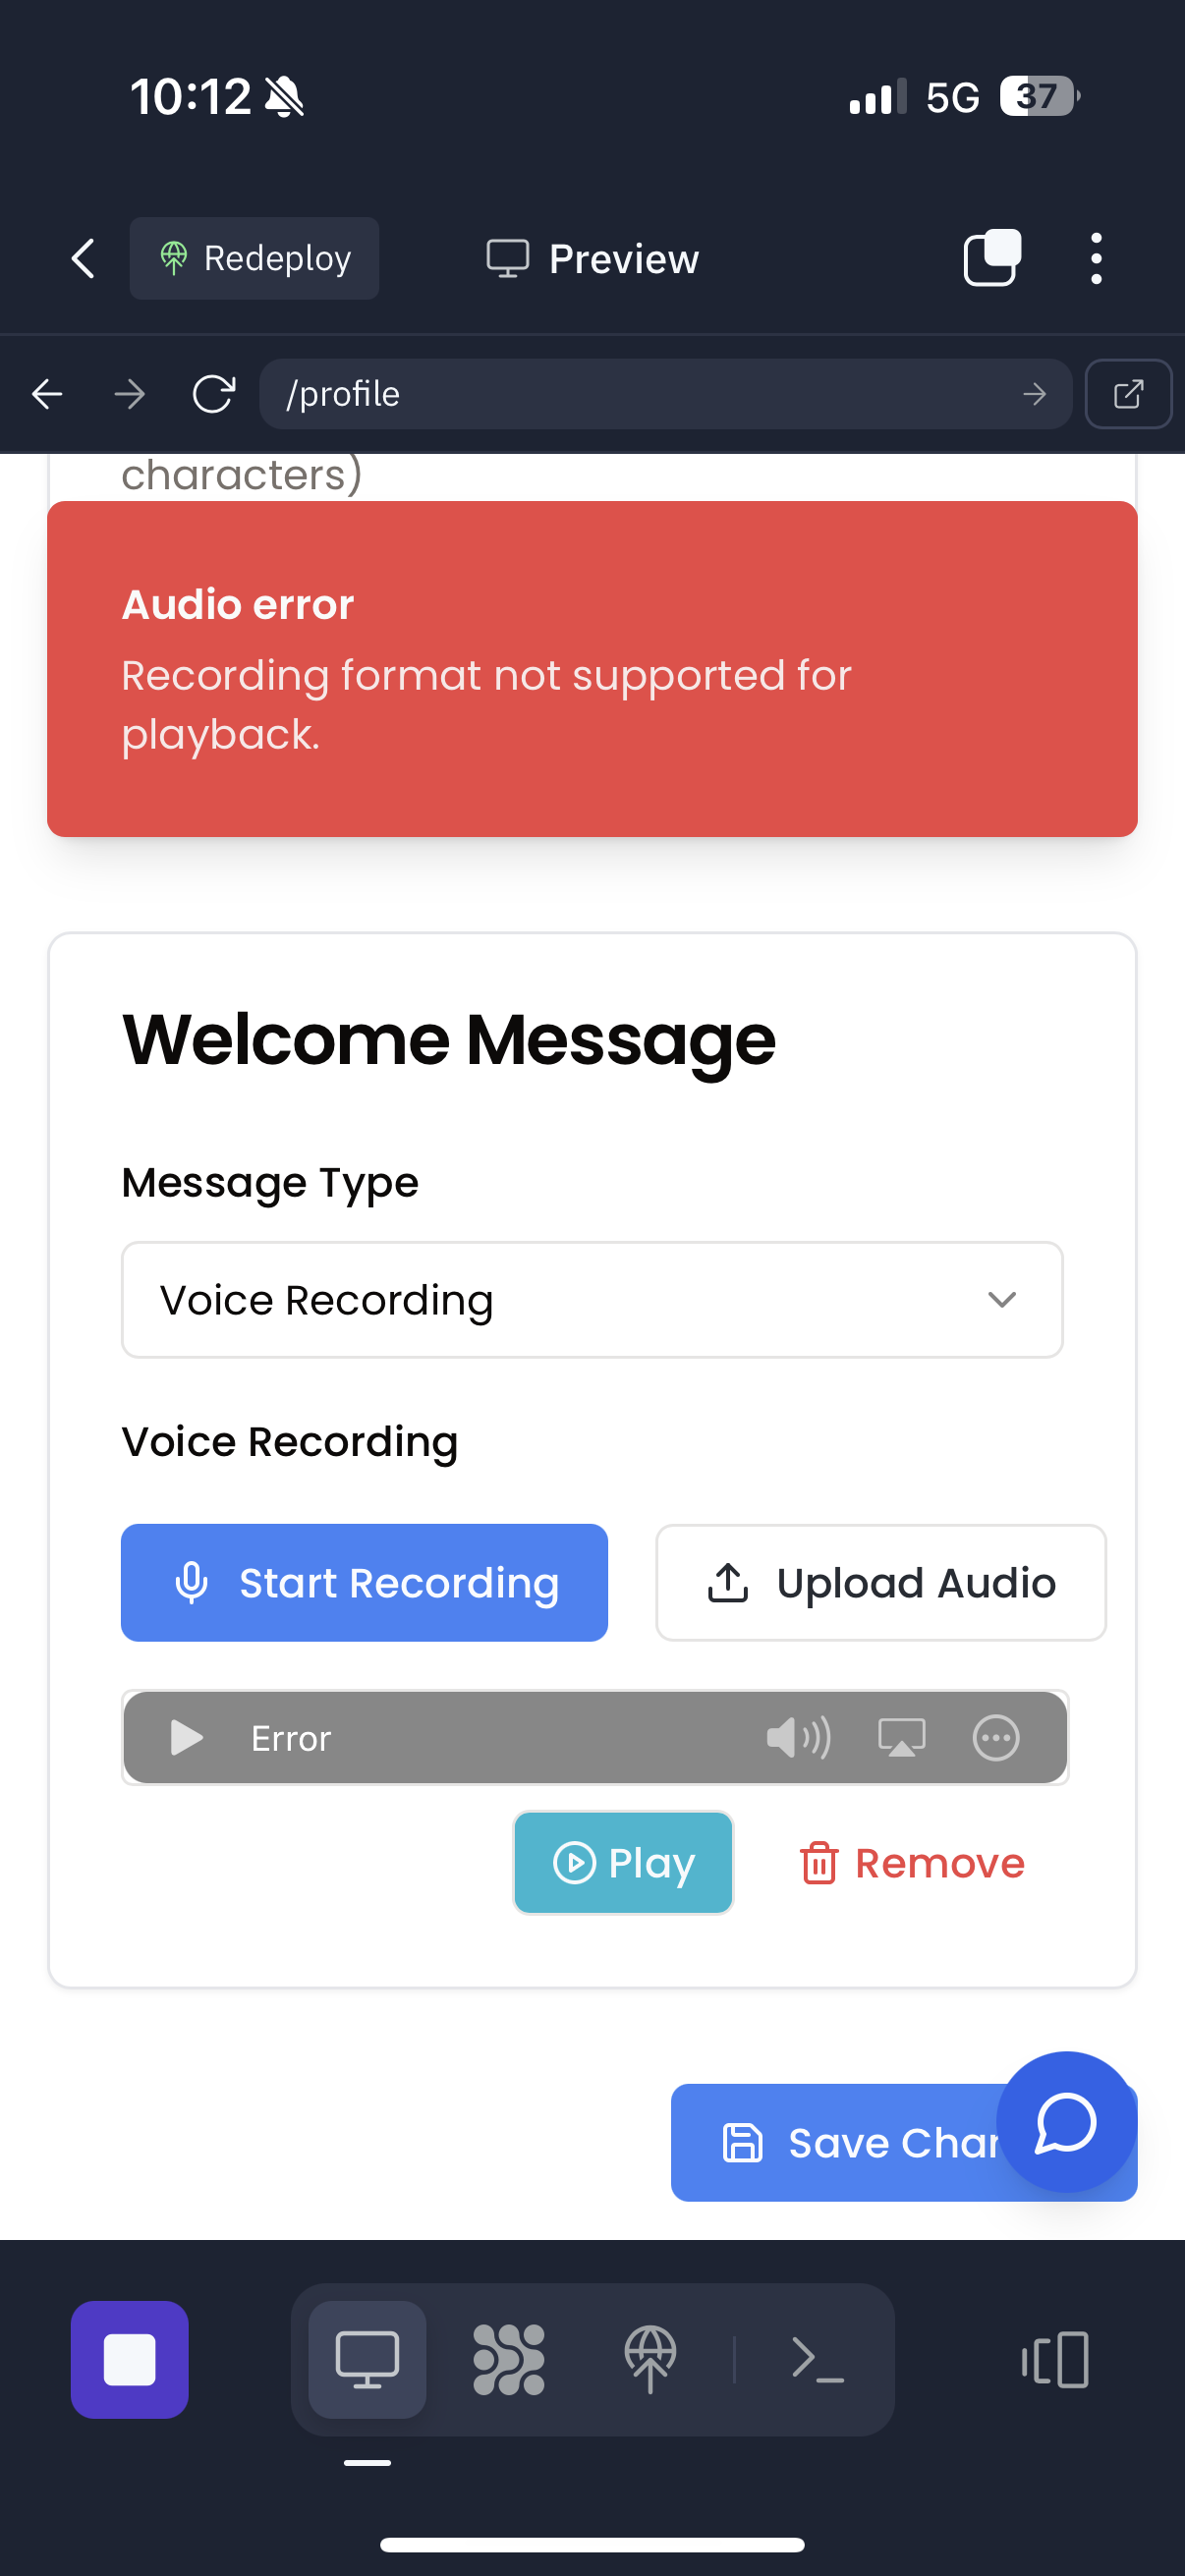 10:12
5G
37
Redeploy
Preview
/profile
characters)
Audio error
Recording format not supported for
playback.
Welcome Message
Message Type
Voice Recording
Voice Recording
Start Recording
Upload Audio
Error
Play
Remove
Save Char